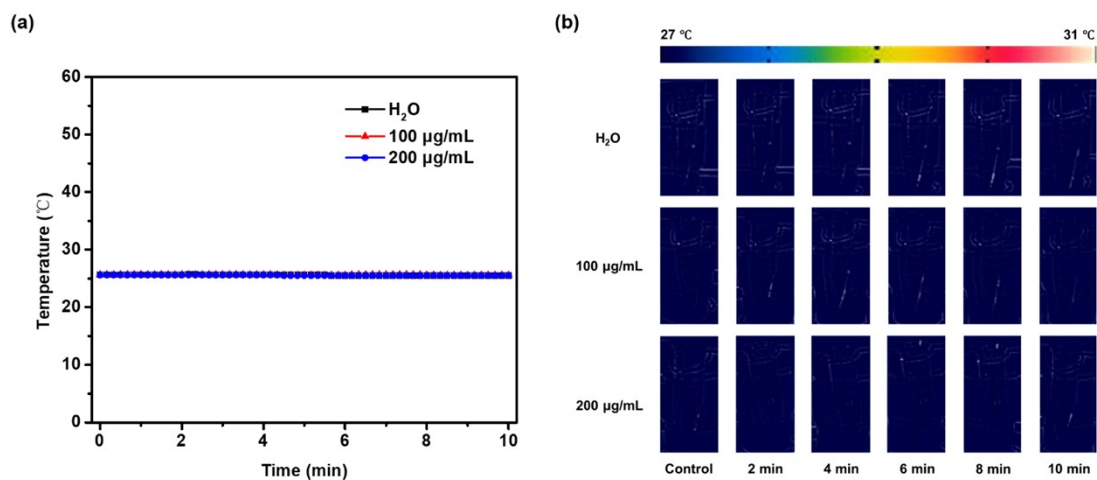 (a)
60
50
40
30
20
10
0
Temperature (℃)
H₂O
100 µg/mL
200 µg/mL
0 2 4 6 8 10
Time (min)
(b)
27 ℃ 31 ℃
H₂O
100 µg/mL
200 µg/mL
Control 2 min 4 min 6 min 8 min 10 min